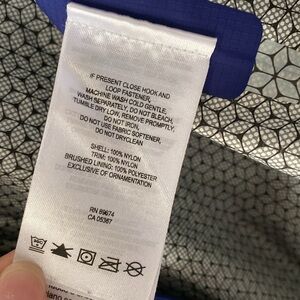 IF PRESENT CLOSE HOOK AND
LOOP FASTENER,
MACHINE WASH COLD GENTLE,
WASH SEPARATELY, DO NOT BLEACH,
TUMBLE DRY LOW, REMOVE PROMPTLY,
DO NOT IRON,
DO NOT USE FABRIC SOFTENER,
DO NOT DRYCLEAN
SHELL: 100% NYLON
TRIM: 100% NYLON
BRUSHED LINING: 100% POLYESTER
EXCLUSIVE OF ORNAMENTATION
RN 89674
CA 05367